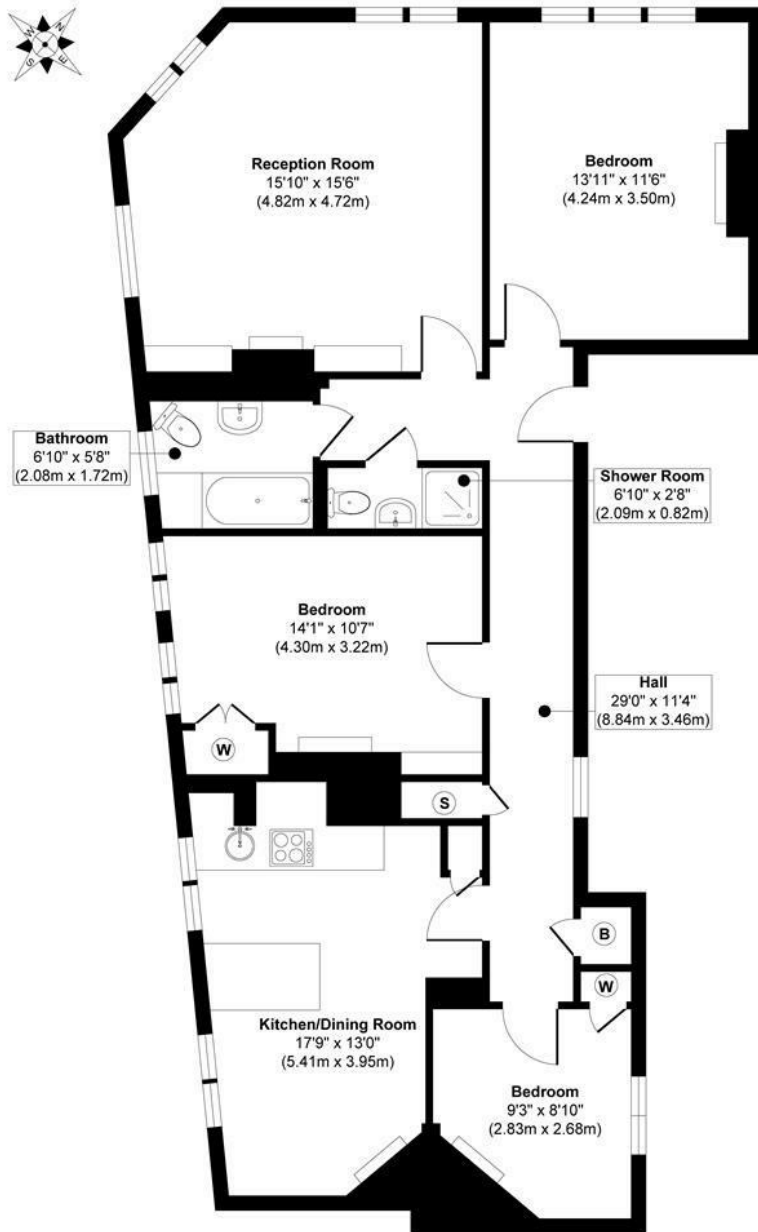 W
N
S
E
Reception Room
15'10" x 15'6"
(4.82m x 4.72m)
Bedroom
13'11" x 11'6"
(4.24m x 3.50m)
Bathroom
6'10" x 5'8"
(2.08m x 1.72m)
Shower Room
6'10" x 2'8"
(2.09m x 0.82m)
Bedroom
14'1" x 10'7"
(4.30m x 3.22m)
Hall
29'0" x 11'4"
(8.84m x 3.46m)
W
S
B
W
Kitchen/Dining Room
17'9" x 13'0"
(5.41m x 3.95m)
Bedroom
9'3" x 8'10"
(2.83m x 2.68m)